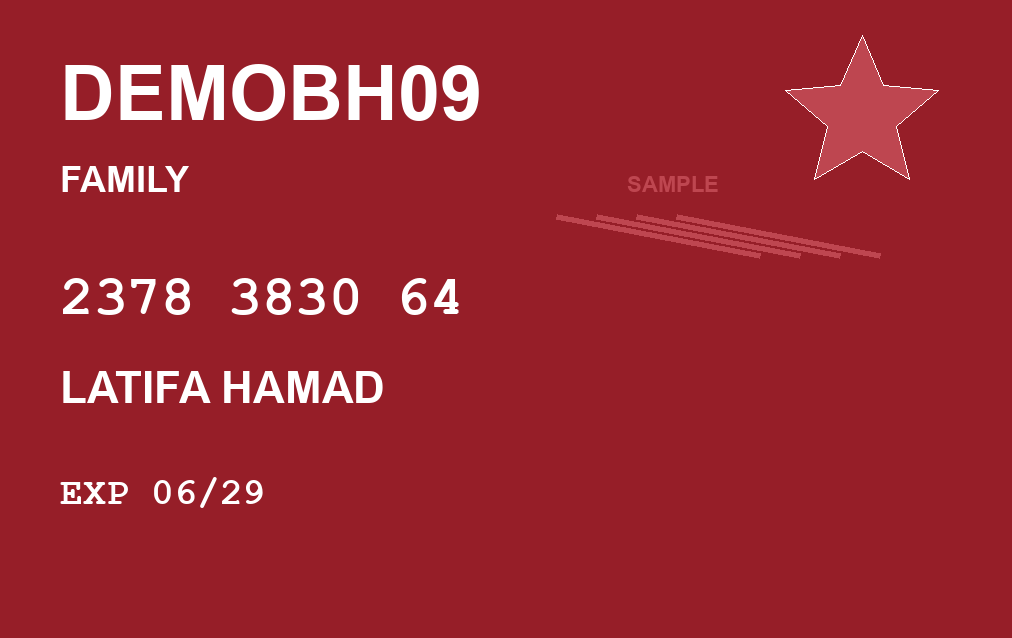 DEMOBH09
FAMILY
SAMPLE
2378 3830 64
LATIFA HAMAD
EXP 06/29